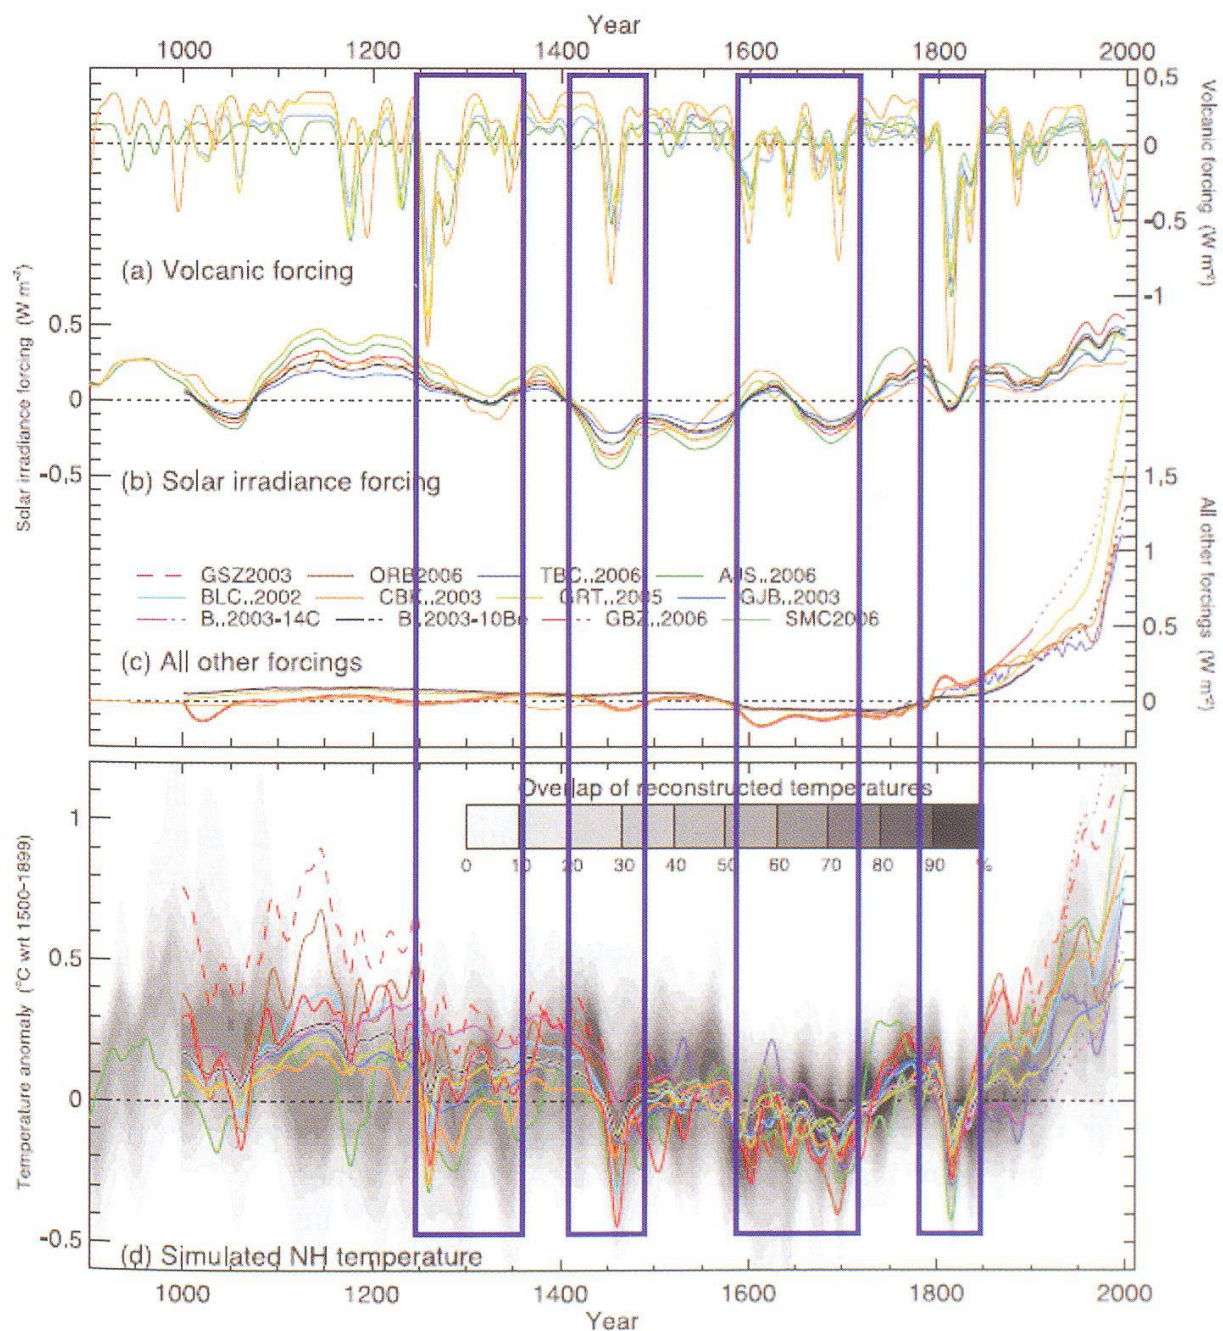 Year
1000 1200 1400 1600 1800 2000
0.5
0
-0.5
-1
Volcanic forcing (W m⁻²)
(a) Volcanic forcing
0.5
0
-0.5
Solar irradiance forcing (W m⁻²)
(b) Solar irradiance forcing
1.5
1
0.5
0
All other forcings (W m⁻²)
GSZ2003 ORB2006 TBC..2006 AJS..2006
BLC..2002 CBK..2003 GRT..2005 GJB..2003
B..2003-14C B..2003-10Be GBZ..2006 SMC2006
(c) All other forcings
Overlap of reconstructed temperatures
0 10 20 30 40 50 60 70 80 90 %
1
0.5
0
-0.5
Temperature anomaly (°C wrt 1500-1899)
(d) Simulated NH temperature
1000 1200 1400 1600 1800 2000
Year